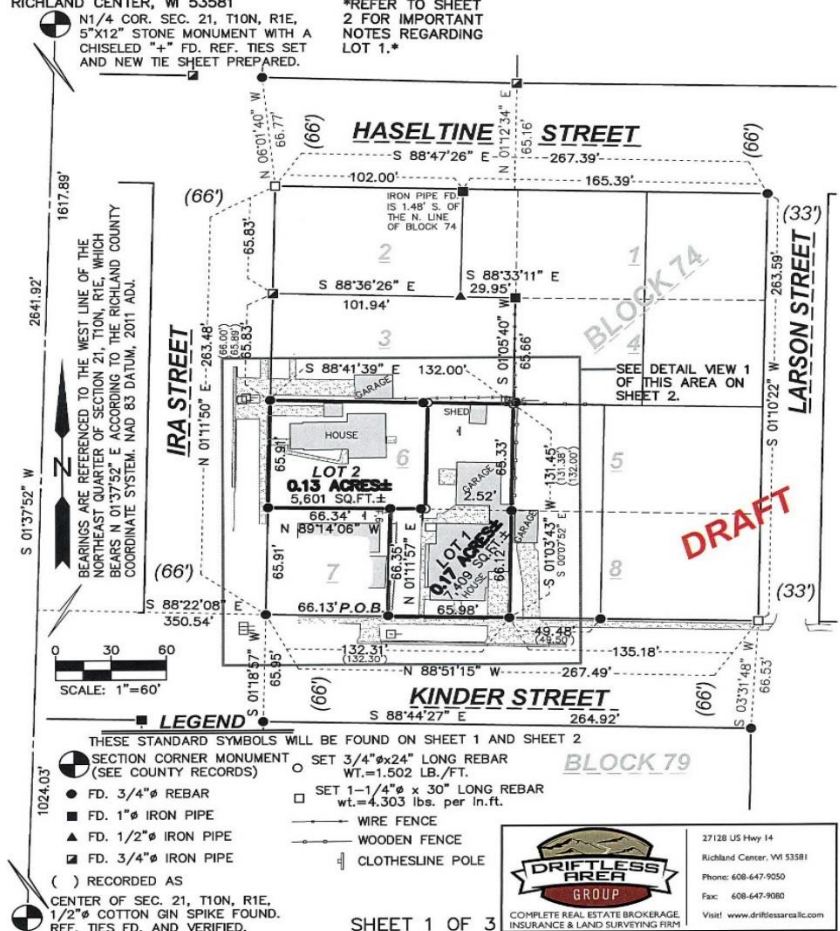 RICHLAND CENTER, WI 53581
N1/4 COR. SEC. 21, T10N, R1E,
5"X12" STONE MONUMENT WITH A
CHISELED "+" FD. REF. TIES SET
AND NEW TIE SHEET PREPARED.
*REFER TO SHEET
2 FOR IMPORTANT
NOTES REGARDING
LOT 1.*
N 06°01'40" W
66.77'
(66')
HASELTINE STREET
N 01°12'34" E
65.16'
(66')
S 88°47'26" E
267.39'
102.00'
165.39'
(66')
IRON PIPE FD.
IS 1.48' S. OF
THE N. LINE
OF BLOCK 74
(33')
1617.89'
2641.92'
S 01°37'52" W
BEARINGS ARE REFERENCED TO THE WEST LINE OF THE
NORTHEAST QUARTER OF SECTION 21, T10N, R1E, WHICH
BEARS N 01°37'52" E ACCORDING TO THE RICHLAND COUNTY
COORDINATE SYSTEM. NAD 83 DATUM, 2011 ADJ.
N
65.83'
2
1
S 88°36'26" E
101.94'
S 88°33'11" E
29.95'
BLOCK 74
263.59'
LARSON STREET
S 01°10'22" W
IRA STREET
N 01°11'50" E
263.48'
(66.00')
(65.89')
65.83'
3
4
S 01°05'40" W
65.66'
SEE DETAIL VIEW 1
OF THIS AREA ON
SHEET 2.
S 88°41'39" E
132.00'
GARAGE
SHED
HOUSE
65.91'
6
LOT 2
0.13 ACRES±
5,601 SQ.FT.±
65.33'
GARAGE
2.52'
131.45'
(131.38')
(132.00')
5
66.34'
N 89°14'06" W
GARAGE
DRAFT
65.91'
66.35'
N 01°11'57" E
LOT 1
0.17 ACRES±
,409 SQ.FT.±
HOUSE
66.12'
S 01°03'43" W
S 00°07'52" E
7
8
(66')
(33')
S 88°22'08" E
350.54'
66.13'
P.O.B.
65.98'
49.48'
(49.50')
135.18'
132.31'
(132.30')
N 88°51'15" W
267.49'
S 01°18'57" W
65.95'
(66')
(66')
S 03°31'48" W
66.53'
0 30 60
SCALE: 1"=60'
KINDER STREET
S 88°44'27" E
264.92'
LEGEND
THESE STANDARD SYMBOLS WILL BE FOUND ON SHEET 1 AND SHEET 2
BLOCK 79
1024.03'
SECTION CORNER MONUMENT
(SEE COUNTY RECORDS)
FD. 3/4"ø REBAR
FD. 1"ø IRON PIPE
FD. 1/2"ø IRON PIPE
FD. 3/4"ø IRON PIPE
( ) RECORDED AS
SET 3/4"øx24" LONG REBAR
WT.=1.502 LB./FT.
SET 1-1/4"ø x 30" LONG REBAR
wt.=4.303 lbs. per ln.ft.
WIRE FENCE
WOODEN FENCE
CLOTHESLINE POLE
CENTER OF SEC. 21, T10N, R1E,
1/2"ø COTTON GIN SPIKE FOUND.
REF. TIES FD. AND VERIFIED.
SHEET 1 OF 3
DRIFTLESS
AREA
GROUP
COMPLETE REAL ESTATE BROKERAGE,
INSURANCE & LAND SURVEYING FIRM
27128 US Hwy 14
Richland Center, WI 53581
Phone: 608-647-9050
Fax: 608-647-9080
Visit! www.driftlessareallc.com